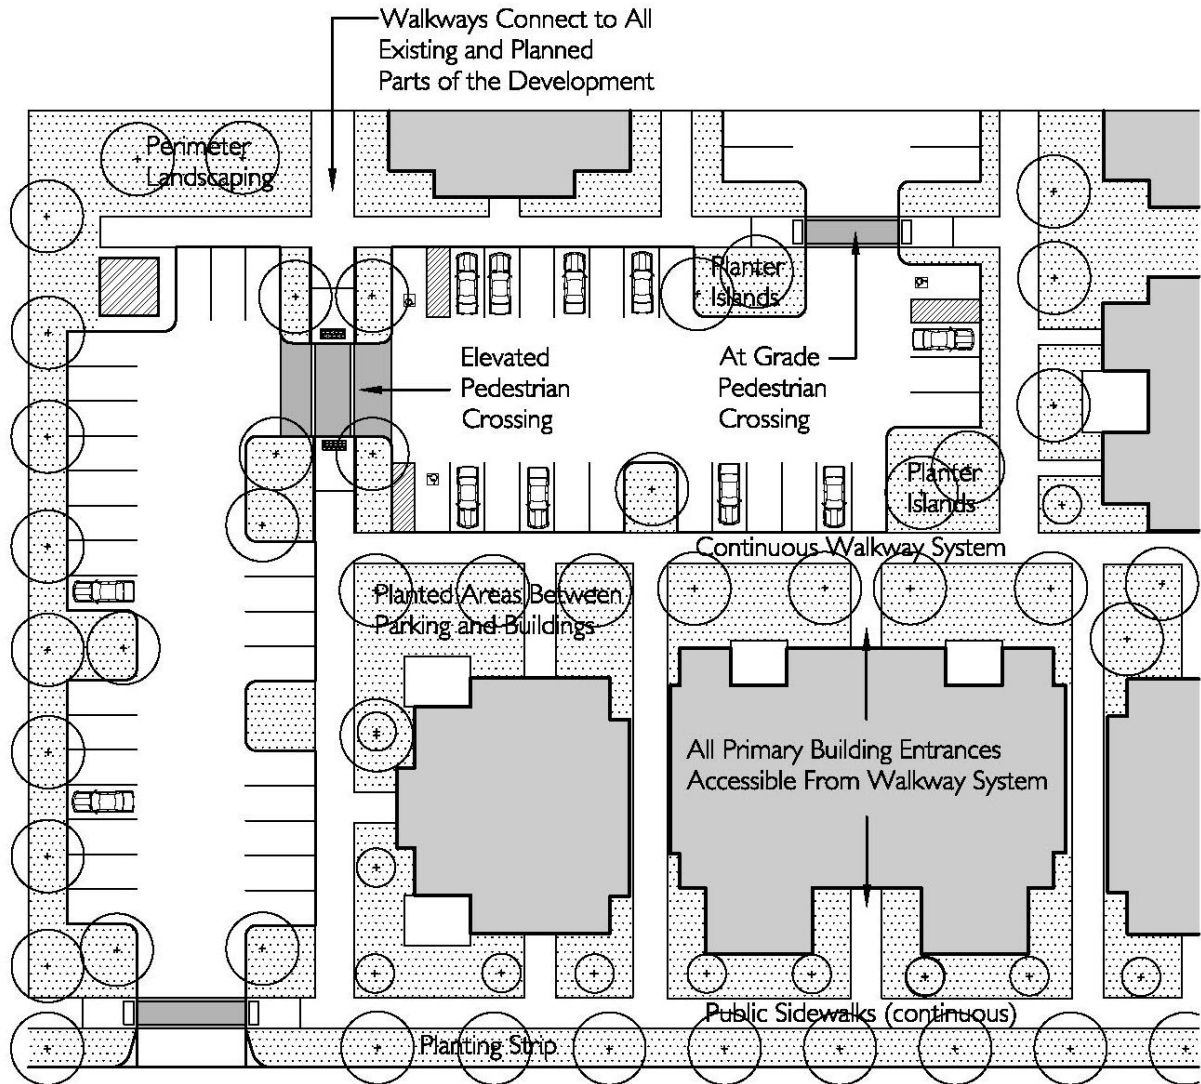 Walkways Connect to All
Existing and Planned
Parts of the Development
Perimeter
Landscaping
Planter
Islands
Elevated
Pedestrian
Crossing
At Grade
Pedestrian
Crossing
Planter
Islands
Continuous Walkway System
Planted Areas Between
Parking and Buildings
All Primary Building Entrances
Accessible From Walkway System
Public Sidewalks (continuous)
Planting Strip